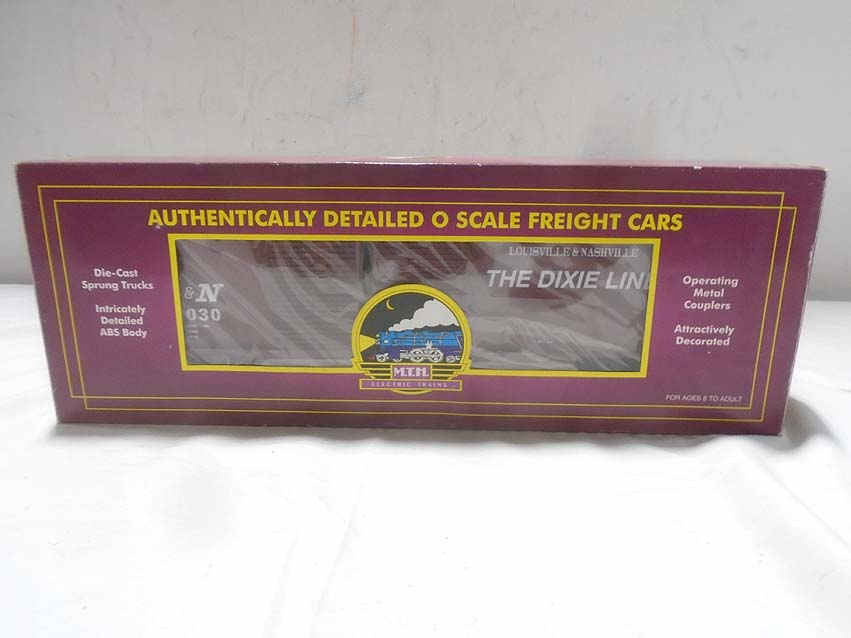 AUTHENTICALLY DETAILED O SCALE FREIGHT CARS
Die-Cast
Sprung Trucks
Intricately
Detailed
ABS Body
& N
030
LOUISVILLE & NASHVILLE
THE DIXIE LINE
M.T.H.
ELECTRIC TRAINS
Operating
Metal
Couplers
Attractively
Decorated
FOR AGES 8 TO ADULT